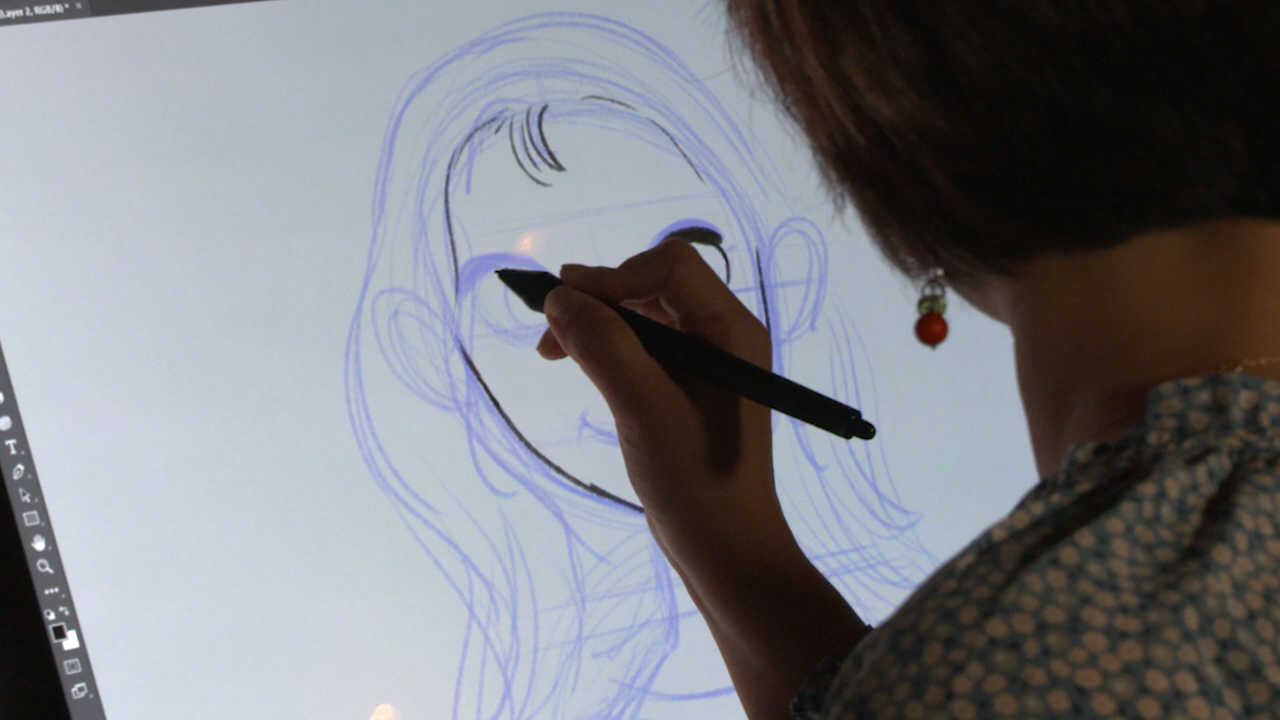 (Layer 2, RGB/8) * ×
T